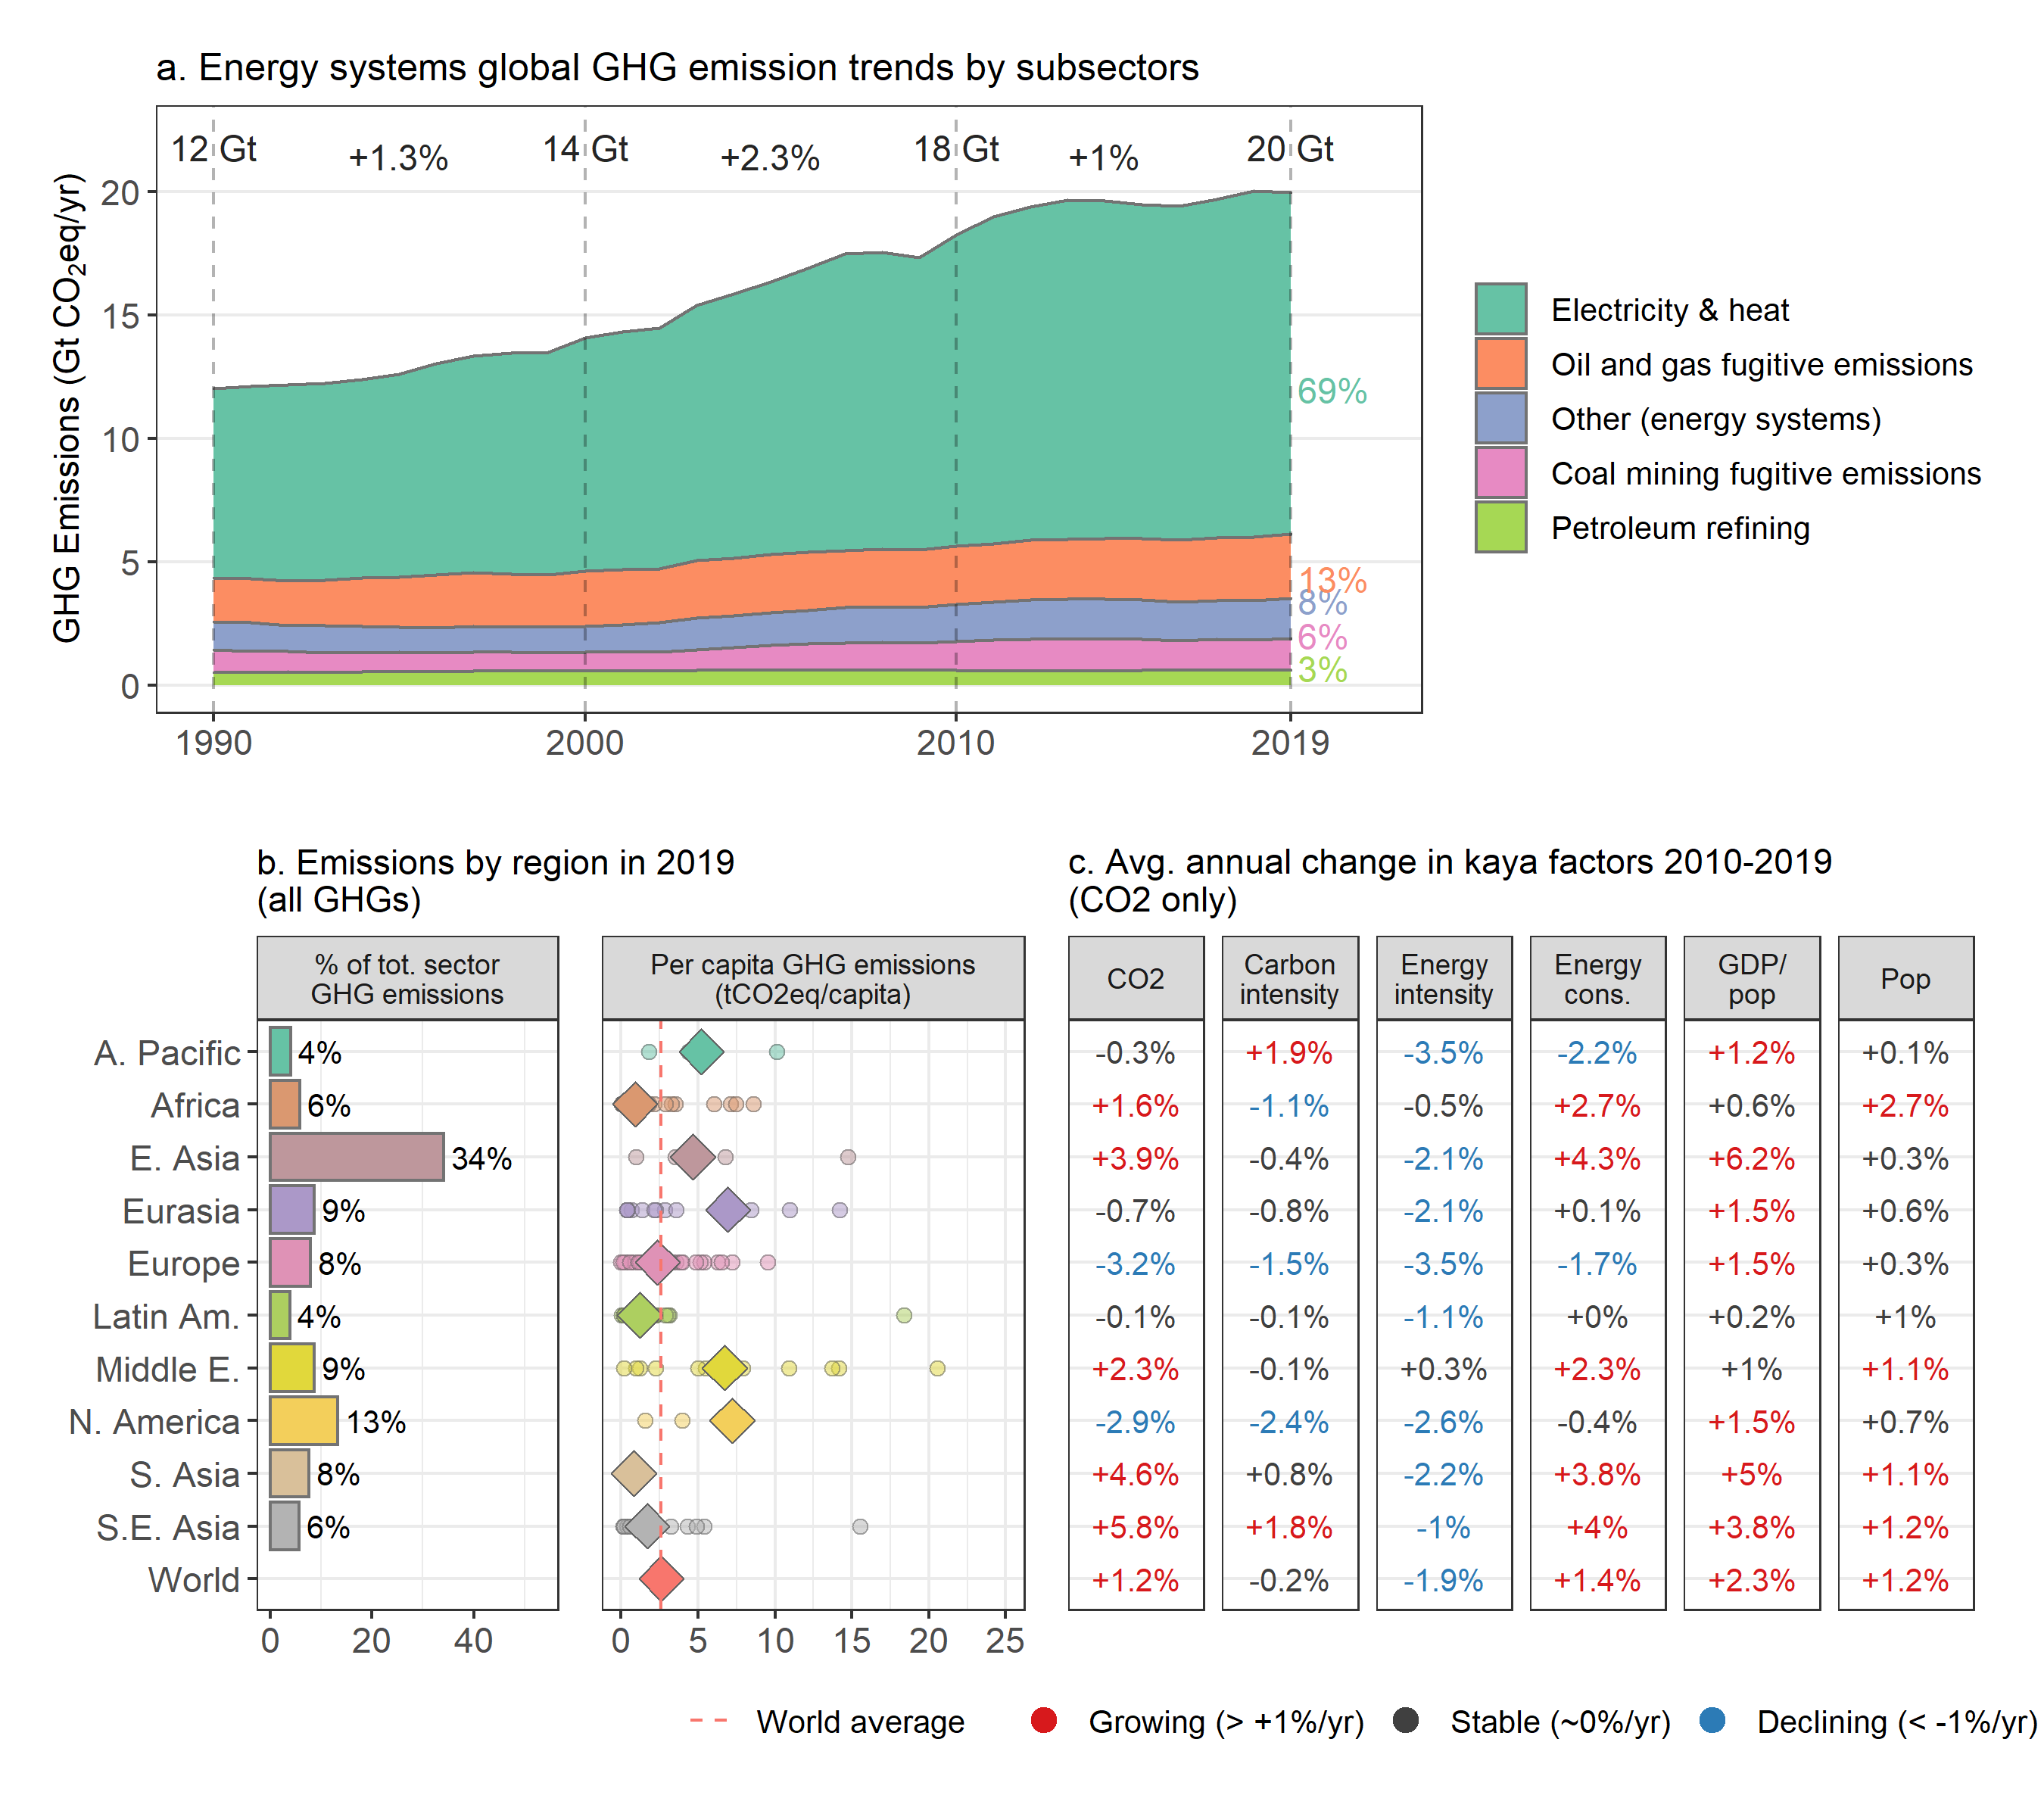 a. Energy systems global GHG emission trends by subsectors
12 Gt +1.3% 14 Gt +2.3% 18 Gt +1% 20 Gt
GHG Emissions (Gt CO₂eq/yr)
20
15
10
5
0
69%
13%
8%
6%
3%
1990 2000 2010 2019
Electricity & heat
Oil and gas fugitive emissions
Other (energy systems)
Coal mining fugitive emissions
Petroleum refining
b. Emissions by region in 2019
(all GHGs)
% of tot. sector
GHG emissions
Per capita GHG emissions
(tCO2eq/capita)
c. Avg. annual change in kaya factors 2010-2019
(CO2 only)
CO2
Carbon
intensity
Energy
intensity
Energy
cons.
GDP/
pop
Pop
A. Pacific 4% -0.3% +1.9% -3.5% -2.2% +1.2% +0.1%
Africa 6% +1.6% -1.1% -0.5% +2.7% +0.6% +2.7%
E. Asia 34% +3.9% -0.4% -2.1% +4.3% +6.2% +0.3%
Eurasia 9% -0.7% -0.8% -2.1% +0.1% +1.5% +0.6%
Europe 8% -3.2% -1.5% -3.5% -1.7% +1.5% +0.3%
Latin Am. 4% -0.1% -0.1% -1.1% +0% +0.2% +1%
Middle E. 9% +2.3% -0.1% +0.3% +2.3% +1% +1.1%
N. America 13% -2.9% -2.4% -2.6% -0.4% +1.5% +0.7%
S. Asia 8% +4.6% +0.8% -2.2% +3.8% +5% +1.1%
S.E. Asia 6% +5.8% +1.8% -1% +4% +3.8% +1.2%
World +1.2% -0.2% -1.9% +1.4% +2.3% +1.2%
0 20 40
0 5 10 15 20 25
World average
Growing (> +1%/yr)
Stable (~0%/yr)
Declining (< -1%/yr)